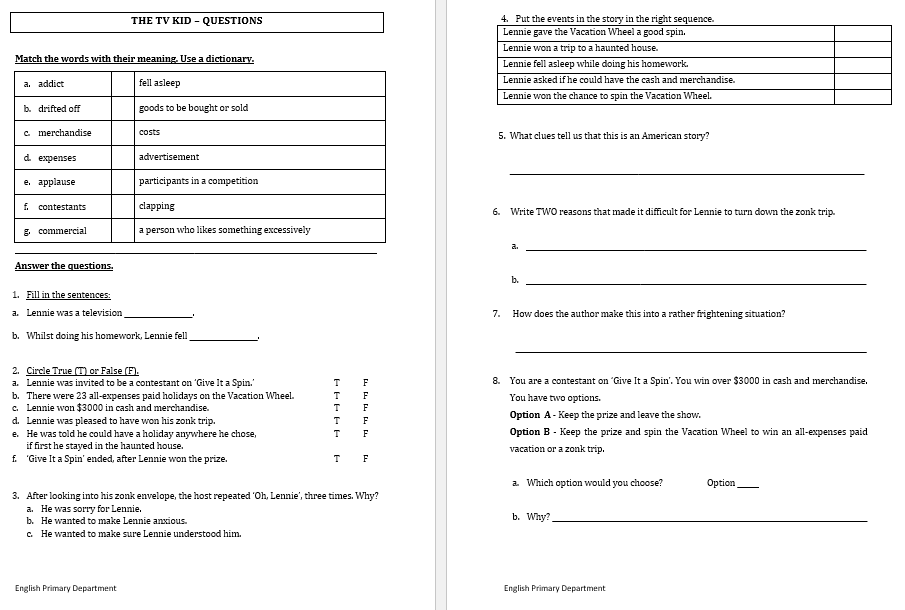 THE TV KID – QUESTIONS
Match the words with their meaning. Use a dictionary.
a. addict fell asleep
b. drifted off goods to be bought or sold
c. merchandise costs
d. expenses advertisement
e. applause participants in a competition
f. contestants clapping
g. commercial a person who likes something excessively
Answer the questions.
1. Fill in the sentences:
a. Lennie was a television ______________.
b. Whilst doing his homework, Lennie fell ______________.
2. Circle True (T) or False (F).
a. Lennie was invited to be a contestant on ‘Give It a Spin.’ T F
b. There were 23 all-expenses paid holidays on the Vacation Wheel. T F
c. Lennie won $3000 in cash and merchandise. T F
d. Lennie was pleased to have won his zonk trip. T F
e. He was told he could have a holiday anywhere he chose, T F
if first he stayed in the haunted house.
f. ‘Give It a Spin’ ended, after Lennie won the prize. T F
3. After looking into his zonk envelope, the host repeated ‘Oh, Lennie’, three times. Why?
a. He was sorry for Lennie.
b. He wanted to make Lennie anxious.
c. He wanted to make sure Lennie understood him.
English Primary Department
4. Put the events in the story in the right sequence.
Lennie gave the Vacation Wheel a good spin.
Lennie won a trip to a haunted house.
Lennie fell asleep while doing his homework.
Lennie asked if he could have the cash and merchandise.
Lennie won the chance to spin the Vacation Wheel.
5. What clues tell us that this is an American story?
6. Write TWO reasons that made it difficult for Lennie to turn down the zonk trip.
a.
b.
7. How does the author make this into a rather frightening situation?
8. You are a contestant on ‘Give It a Spin’. You win over $3000 in cash and merchandise.
You have two options.
Option A - Keep the prize and leave the show.
Option B - Keep the prize and spin the Vacation Wheel to win an all-expenses paid
vacation or a zonk trip.
a. Which option would you choose? Option ____
b. Why?
English Primary Department